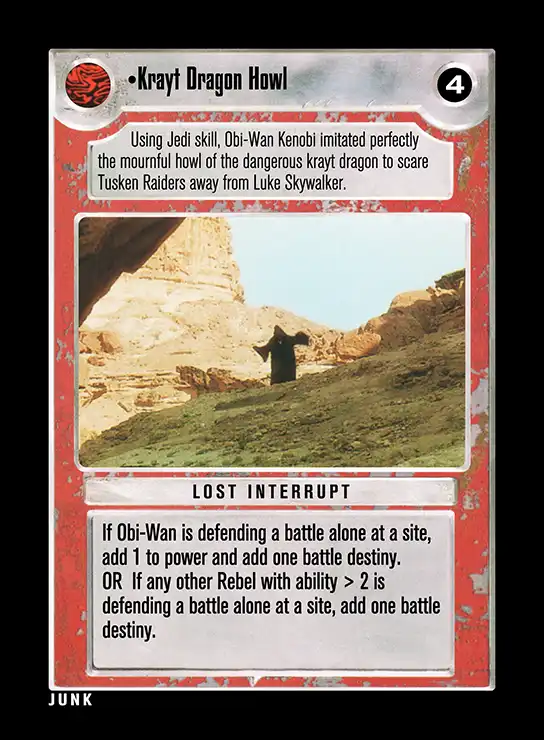 •Krayt Dragon Howl
4
Using Jedi skill, Obi-Wan Kenobi imitated perfectly
the mournful howl of the dangerous krayt dragon to scare
Tusken Raiders away from Luke Skywalker.
LOST INTERRUPT
If Obi-Wan is defending a battle alone at a site,
add 1 to power and add one battle destiny.
OR If any other Rebel with ability > 2 is
defending a battle alone at a site, add one battle
destiny.
JUNK